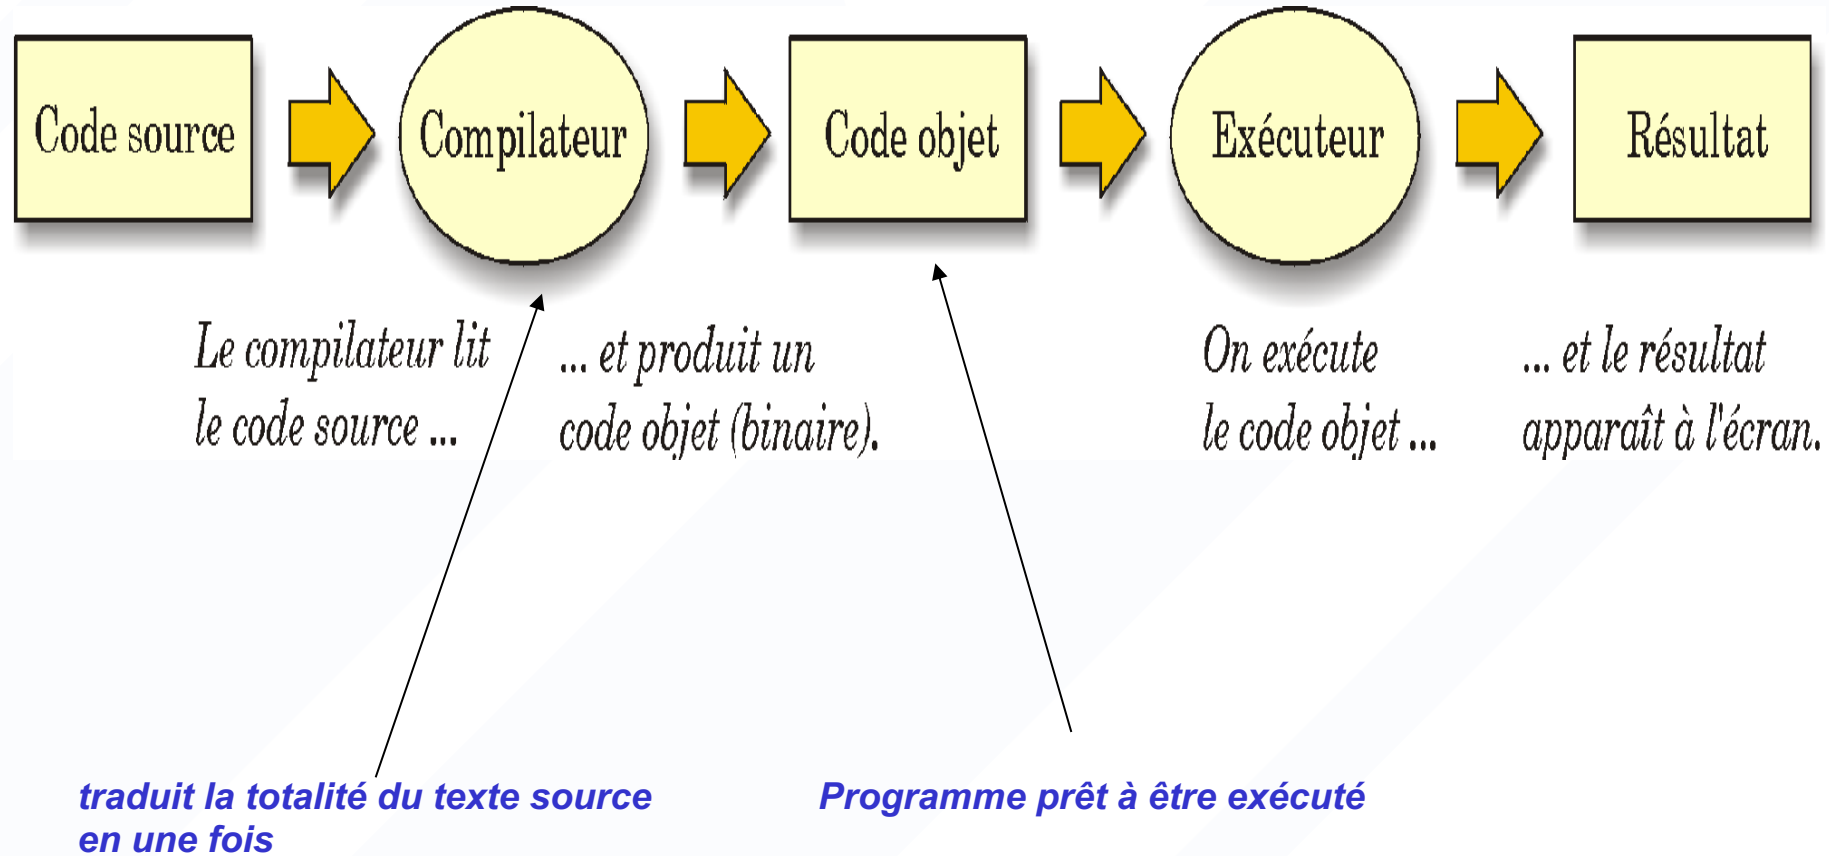 Code source
Compilateur
Code objet
Exécuteur
Résultat
Le compilateur lit
le code source ...
... et produit un
code objet (binaire).
On exécute
le code objet ...
... et le résultat
apparaît à l'écran.
traduit la totalité du texte source
en une fois
Programme prêt à être exécuté